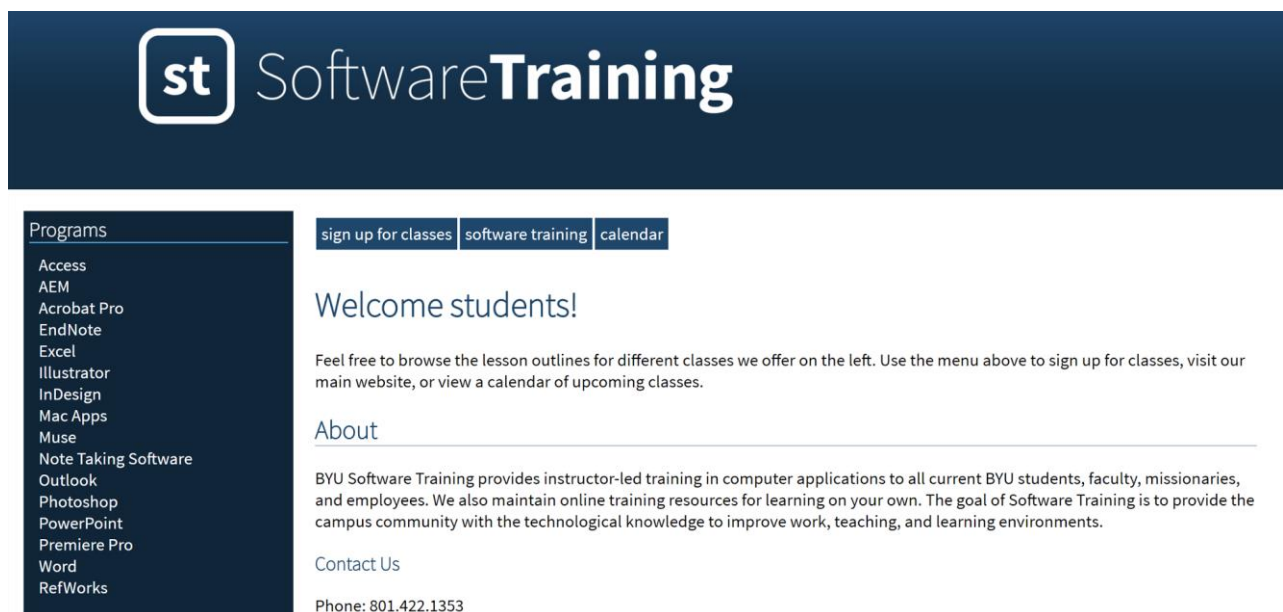 st SoftwareTraining
Programs
Access
AEM
Acrobat Pro
EndNote
Excel
Illustrator
InDesign
Mac Apps
Muse
Note Taking Software
Outlook
Photoshop
PowerPoint
Premiere Pro
Word
RefWorks
sign up for classes software training calendar
Welcome students!
Feel free to browse the lesson outlines for different classes we offer on the left. Use the menu above to sign up for classes, visit our
main website, or view a calendar of upcoming classes.
About
BYU Software Training provides instructor-led training in computer applications to all current BYU students, faculty, missionaries,
and employees. We also maintain online training resources for learning on your own. The goal of Software Training is to provide the
campus community with the technological knowledge to improve work, teaching, and learning environments.
Contact Us
Phone: 801.422.1353